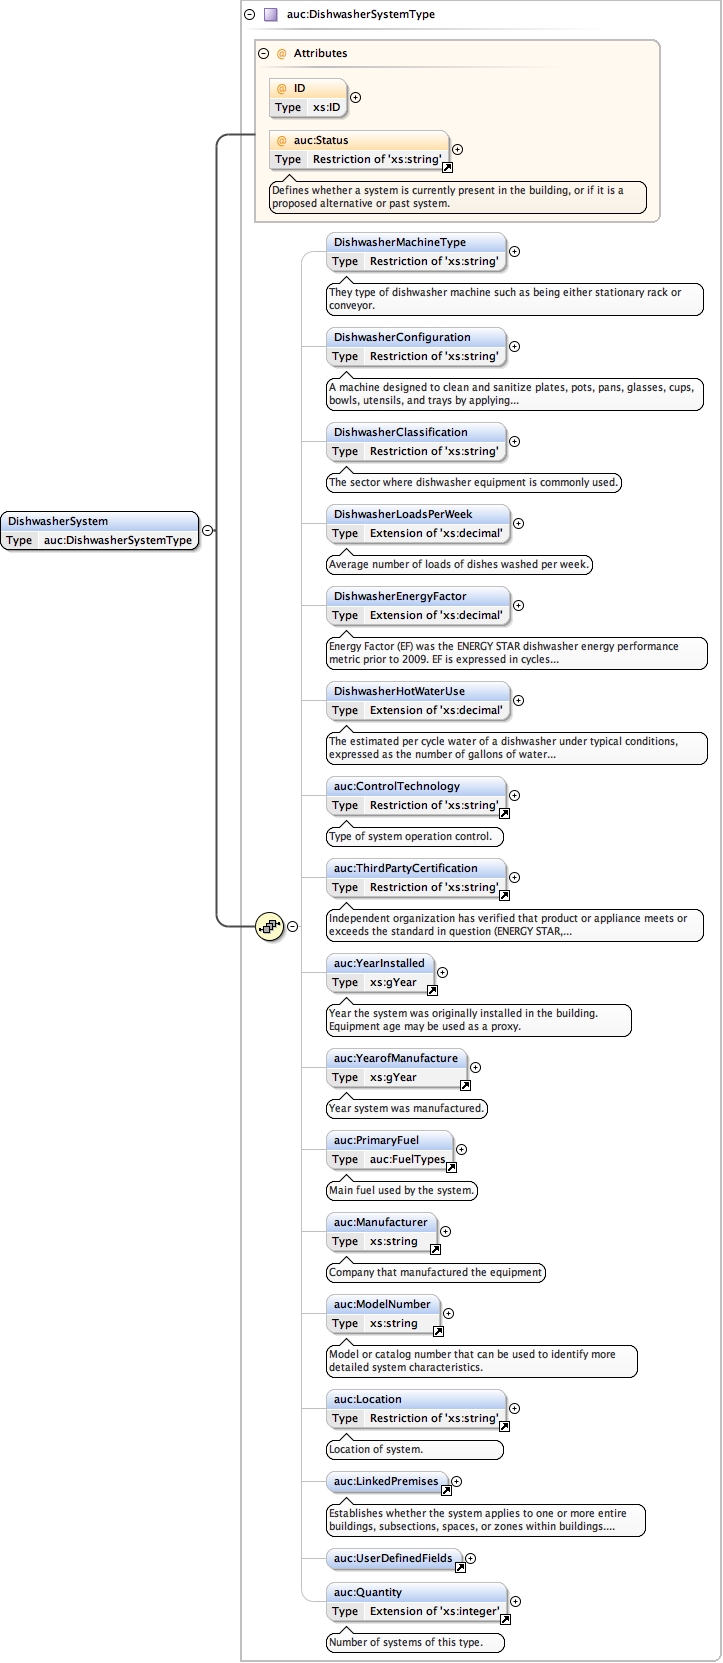 auc:DishwasherSystemType
@ Attributes
@ ID
Type xs:ID
@ auc:Status
Type Restriction of 'xs:string'
Defines whether a system is currently present in the building, or if it is a
proposed alternative or past system.
DishwasherMachineType
Type Restriction of 'xs:string'
They type of dishwasher machine such as being either stationary rack or
conveyor.
DishwasherConfiguration
Type Restriction of 'xs:string'
A machine designed to clean and sanitize plates, pots, pans, glasses, cups,
bowls, utensils, and trays by applying...
DishwasherClassification
Type Restriction of 'xs:string'
The sector where dishwasher equipment is commonly used.
DishwasherSystem
Type auc:DishwasherSystemType
DishwasherLoadsPerWeek
Type Extension of 'xs:decimal'
Average number of loads of dishes washed per week.
DishwasherEnergyFactor
Type Extension of 'xs:decimal'
Energy Factor (EF) was the ENERGY STAR dishwasher energy performance
metric prior to 2009. EF is expressed in cycles...
DishwasherHotWaterUse
Type Extension of 'xs:decimal'
The estimated per cycle water of a dishwasher under typical conditions,
expressed as the number of gallons of water...
auc:ControlTechnology
Type Restriction of 'xs:string'
Type of system operation control.
auc:ThirdPartyCertification
Type Restriction of 'xs:string'
Independent organization has verified that product or appliance meets or
exceeds the standard in question (ENERGY STAR,...
auc:YearInstalled
Type xs:gYear
Year the system was originally installed in the building.
Equipment age may be used as a proxy.
auc:YearofManufacture
Type xs:gYear
Year system was manufactured.
auc:PrimaryFuel
Type auc:FuelTypes
Main fuel used by the system.
auc:Manufacturer
Type xs:string
Company that manufactured the equipment
auc:ModelNumber
Type xs:string
Model or catalog number that can be used to identify more
detailed system characteristics.
auc:Location
Type Restriction of 'xs:string'
Location of system.
auc:LinkedPremises
Establishes whether the system applies to one or more entire
buildings, subsections, spaces, or zones within buildings....
auc:UserDefinedFields
auc:Quantity
Type Extension of 'xs:integer'
Number of systems of this type.